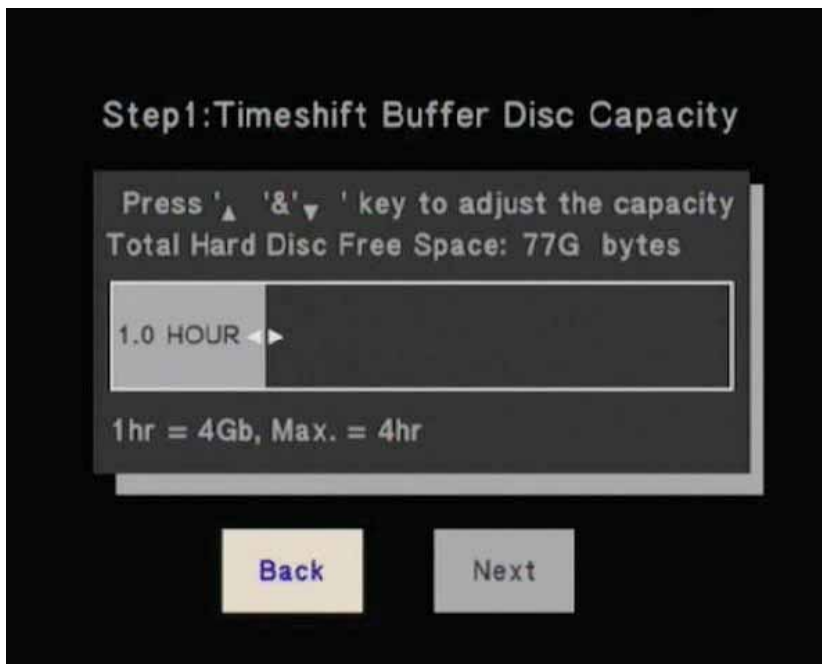 Step1:Timeshift Buffer Disc Capacity
Press '▲ '&'▼ ' key to adjust the capacity
Total Hard Disc Free Space: 77G bytes
1.0 HOUR ◀ ▶
1hr = 4Gb, Max. = 4hr
Back
Next